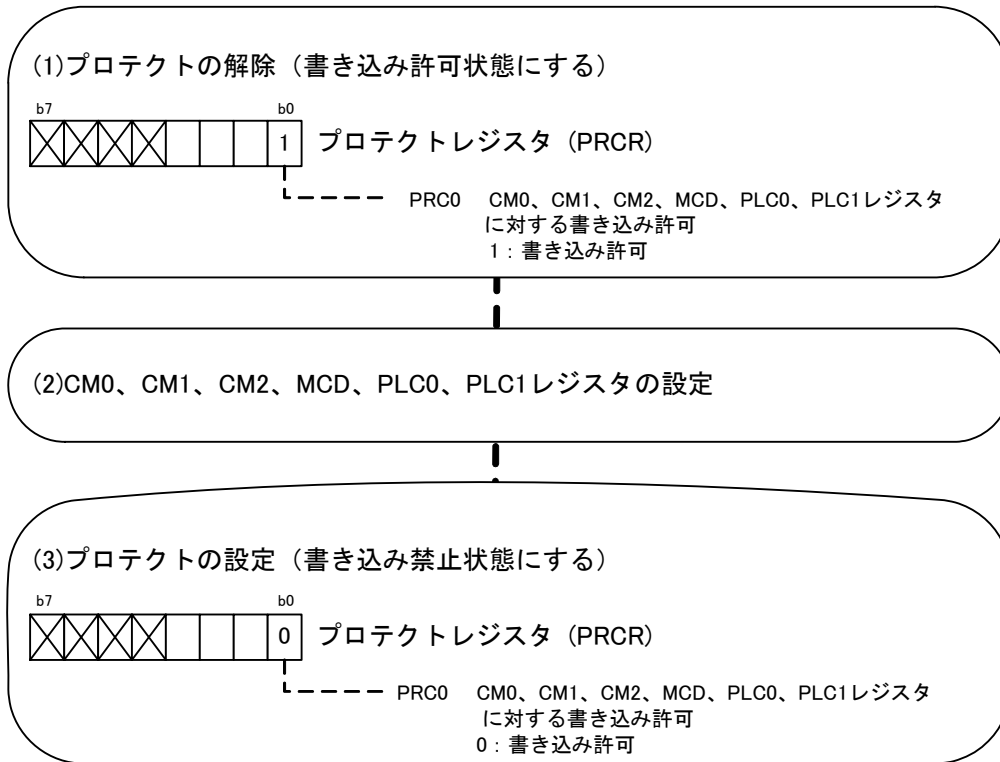 (1)プロテクトの解除（書き込み許可状態にする）
b7 b0
1 プロテクトレジスタ（PRCR）
PRC0 CM0、CM1、CM2、MCD、PLC0、PLC1レジスタ
に対する書き込み許可
1：書き込み許可
(2)CM0、CM1、CM2、MCD、PLC0、PLC1レジスタの設定
(3)プロテクトの設定（書き込み禁止状態にする）
b7 b0
0 プロテクトレジスタ（PRCR）
PRC0 CM0、CM1、CM2、MCD、PLC0、PLC1レジスタ
に対する書き込み許可
0：書き込み許可